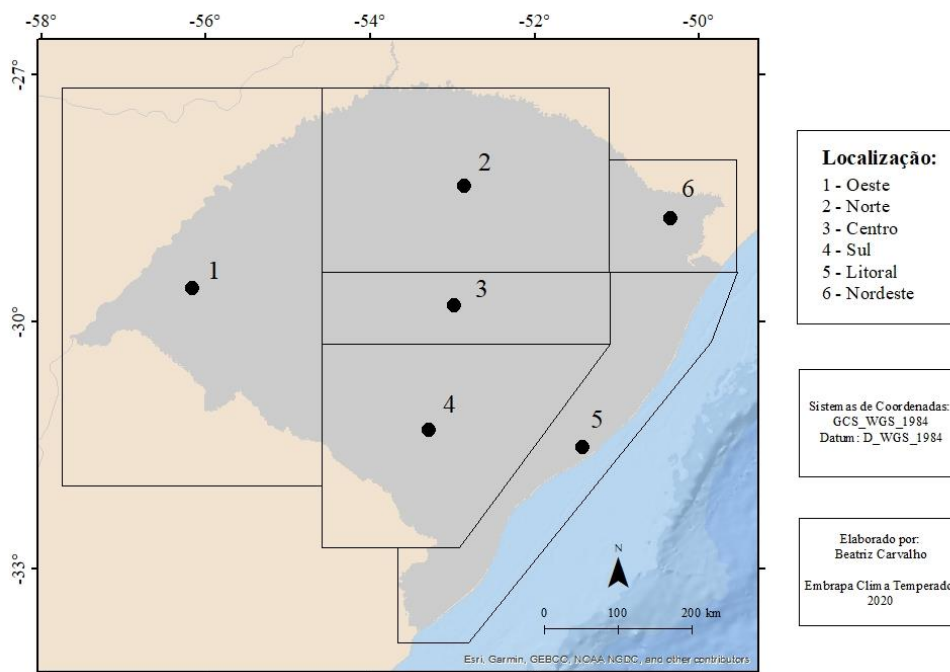 -58° -56° -54° -52° -50°
-27°
-30°
-33°
1
2
3
4
5
6
N
0 100 200 km
Esri, Garmin, GEBCO, NOAA NGDC, and other contributors
Localização:
1 - Oeste
2 - Norte
3 - Centro
4 - Sul
5 - Litoral
6 - Nordeste
Sistemas de Coordenadas:
GCS_WGS_1984
Datum: D_WGS_1984
Elaborado por:
Beatriz Carvalho
Embrapa Clima Temperado
2020